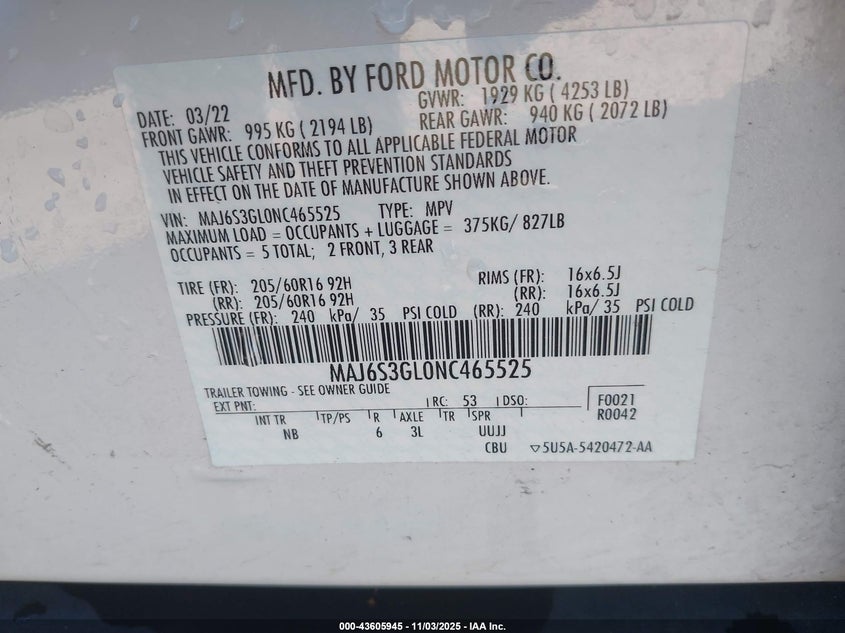 MFD. BY FORD MOTOR CO.
DATE: 03/22 GVWR: 1929 KG ( 4253 LB)
FRONT GAWR: 995 KG ( 2194 LB) REAR GAWR: 940 KG ( 2072 LB)
THIS VEHICLE CONFORMS TO ALL APPLICABLE FEDERAL MOTOR
VEHICLE SAFETY AND THEFT PREVENTION STANDARDS
IN EFFECT ON THE DATE OF MANUFACTURE SHOWN ABOVE.
VIN: MAJ6S3GL0NC465525 TYPE: MPV
MAXIMUM LOAD = OCCUPANTS + LUGGAGE = 375KG/ 827LB
OCCUPANTS = 5 TOTAL; 2 FRONT, 3 REAR
TIRE (FR): 205/60R16 92H RIMS (FR): 16x6.5J
(RR): 205/60R16 92H (RR): 16x6.5J
PRESSURE (FR): 240 kPa/ 35 PSI COLD (RR): 240 kPa/ 35 PSI COLD
MAJ6S3GL0NC465525
TRAILER TOWING - SEE OWNER GUIDE
EXT PNT: RC: 53 DSO: F0021
R0042
INT TR TP/PS R AXLE TR SPR
NB 6 3L UUJJ
CBU ▽5U5A-5420472-AA
000-43605945 - 11/03/2025 - IAA Inc.